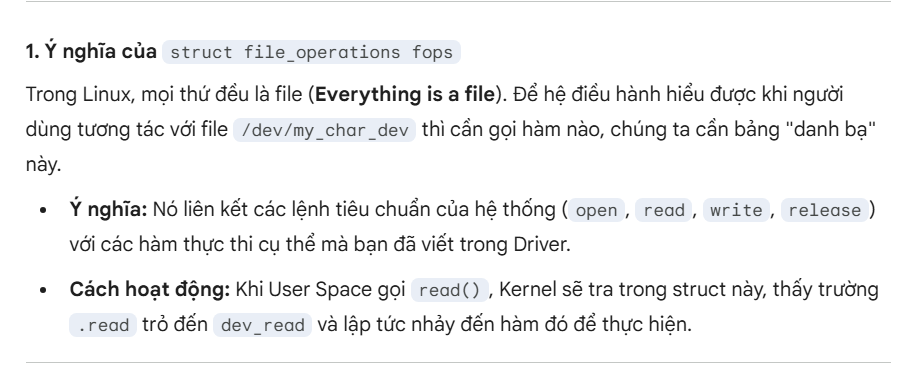 1. Ý nghĩa của struct file_operations fops
Trong Linux, mọi thứ đều là file (Everything is a file). Để hệ điều hành hiểu được khi người
dùng tương tác với file /dev/my_char_dev thì cần gọi hàm nào, chúng ta cần bảng "danh bạ"
này.
• Ý nghĩa: Nó liên kết các lệnh tiêu chuẩn của hệ thống (open, read, write, release)
với các hàm thực thi cụ thể mà bạn đã viết trong Driver.
• Cách hoạt động: Khi User Space gọi read(), Kernel sẽ tra trong struct này, thấy trường
.read trỏ đến dev_read và lập tức nhảy đến hàm đó để thực hiện.